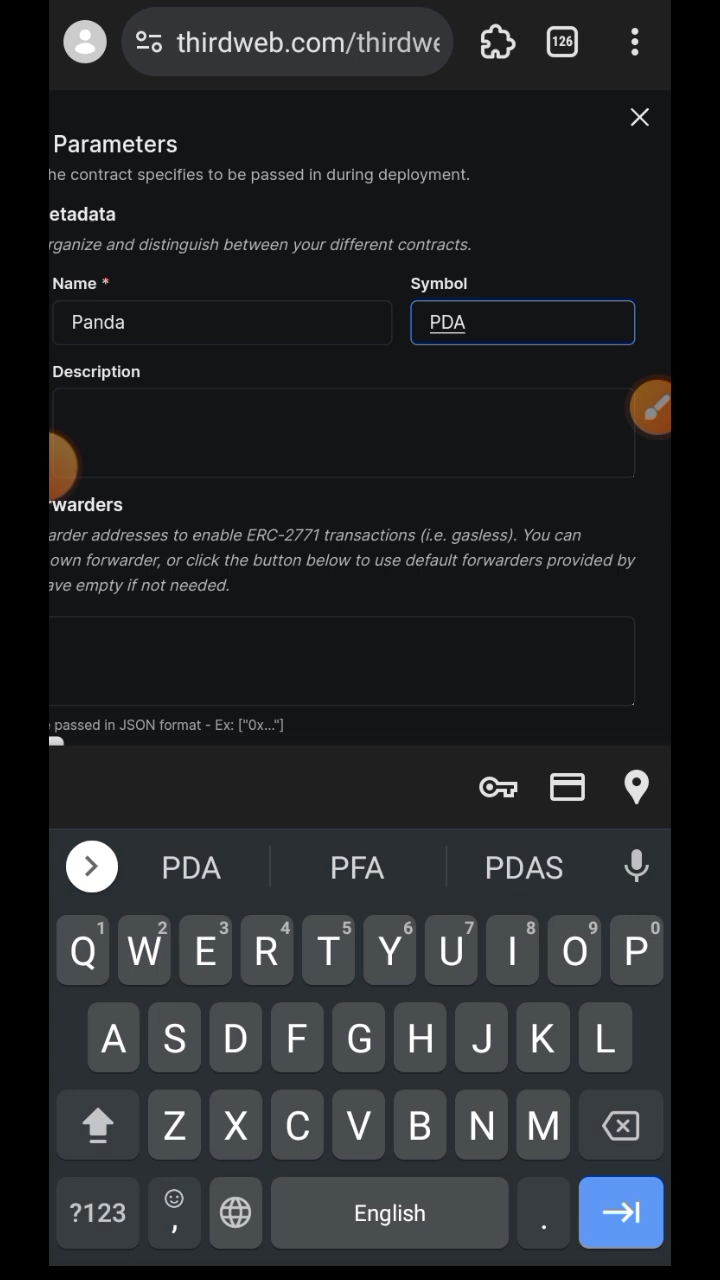 thirdweb.com/thirdwe
126
Parameters
he contract specifies to be passed in during deployment.
etadata
rganize and distinguish between your different contracts.
Name * Symbol
Panda PDA
Description
rwarders
arder addresses to enable ERC-2771 transactions (i.e. gasless). You can
own forwarder, or click the button below to use default forwarders provided by
ave empty if not needed.
passed in JSON format - Ex: ["0x..."]
PDA PFA PDAS
1 2 3 4 5 6 7 8 9 0
Q W E R T Y U I O P
A S D F G H J K L
Z X C V B N M
?123 , English .